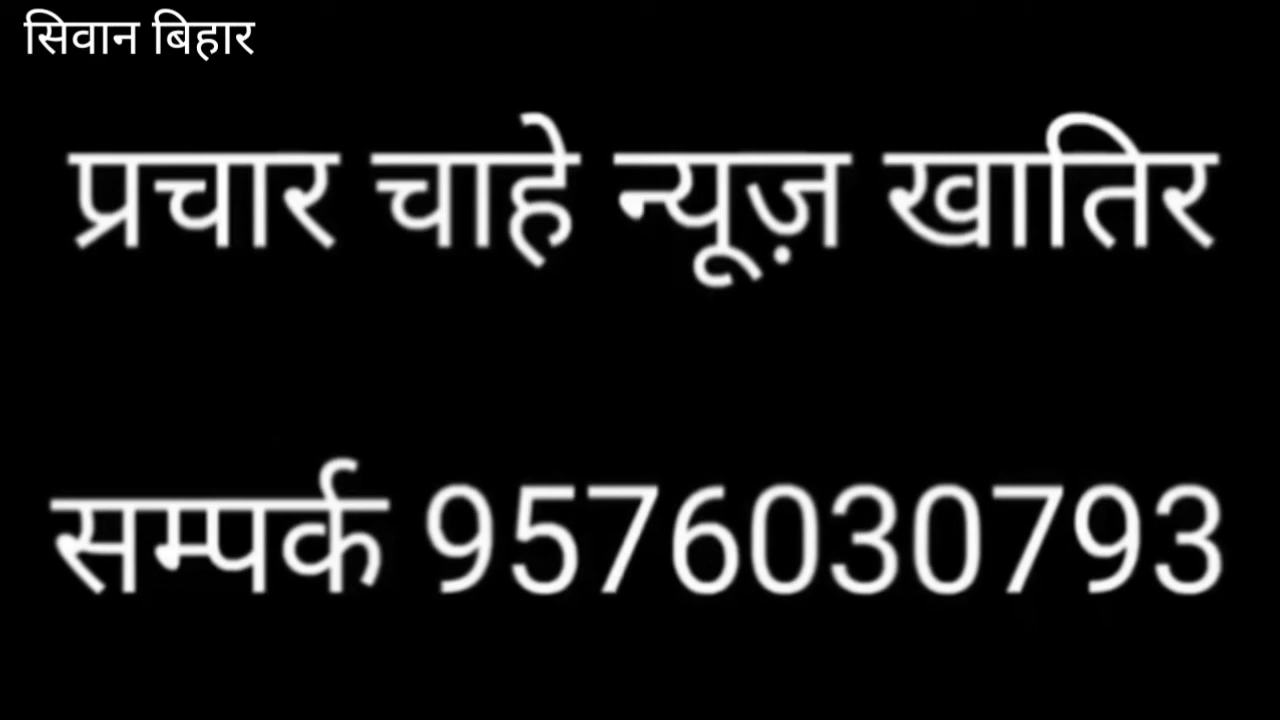 सिवान बिहार
प्रचार चाहे न्यूज़ खातिर
सम्पर्क 9576030793